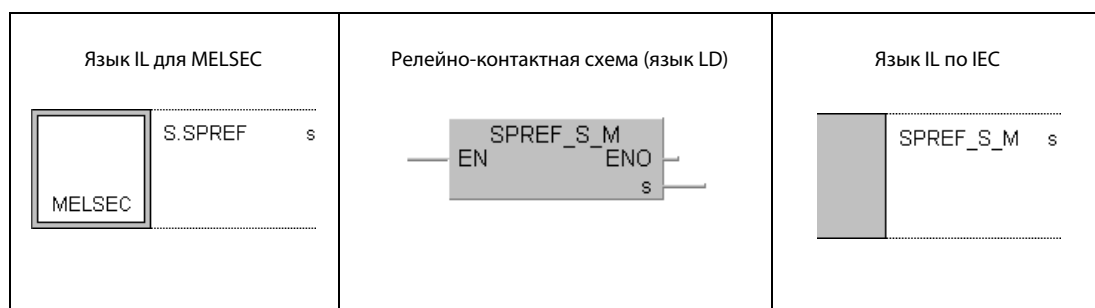 Язык IL для MELSEC
S.SPREF s
MELSEC
Релейно-контактная схема (язык LD)
SPREF_S_M
EN ENO
s
Язык IL по IEC
SPREF_S_M s